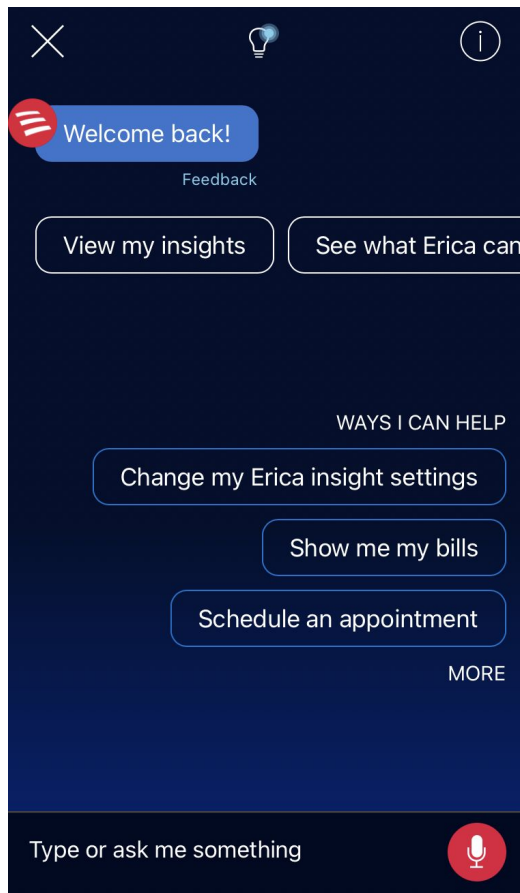 Welcome back!
Feedback
View my insights
See what Erica can
WAYS I CAN HELP
Change my Erica insight settings
Show me my bills
Schedule an appointment
MORE
Type or ask me something